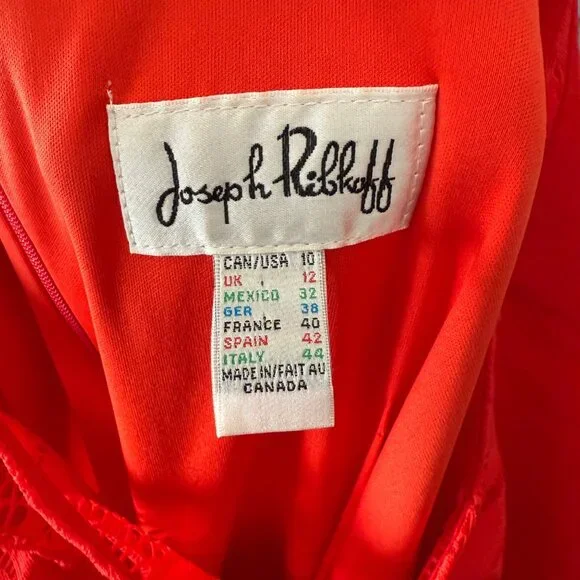 Joseph Ribkoff
CAN/USA 10
UK 12
MEXICO 32
GER 38
FRANCE 40
SPAIN 42
ITALY 44
MADE IN/FAIT AU
CANADA